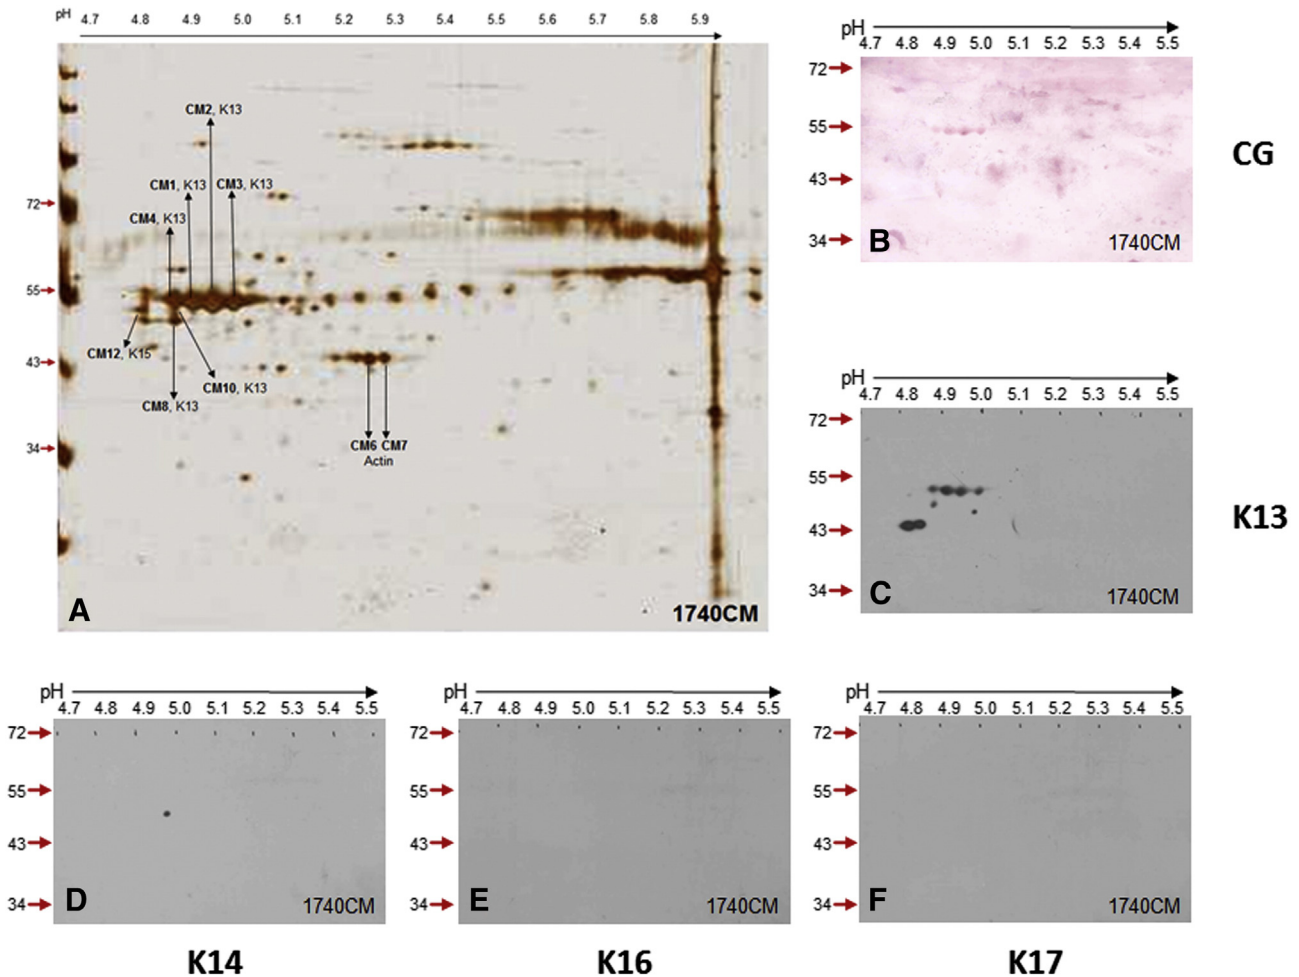 pH 4.7 4.8 4.9 5.0 5.1 5.2 5.3 5.4 5.5 5.6 5.7 5.8 5.9
CM2, K13
CM1, K13 CM3, K13
72
CM4, K13
55
CM12, K15
43
CM10, K13
CM8, K13
CM6 CM7
34
Actin
A
1740CM
pH
4.7 4.8 4.9 5.0 5.1 5.2 5.3 5.4 5.5
72
55
CG
43
34
B
1740CM
pH
4.7 4.8 4.9 5.0 5.1 5.2 5.3 5.4 5.5
72
55
K13
43
34
C
1740CM
pH
4.7 4.8 4.9 5.0 5.1 5.2 5.3 5.4 5.5
72
55
43
34
D
1740CM
K14
pH
4.7 4.8 4.9 5.0 5.1 5.2 5.3 5.4 5.5
72
55
43
34
E
1740CM
K16
pH
4.7 4.8 4.9 5.0 5.1 5.2 5.3 5.4 5.5
72
55
43
34
F
1740CM
K17